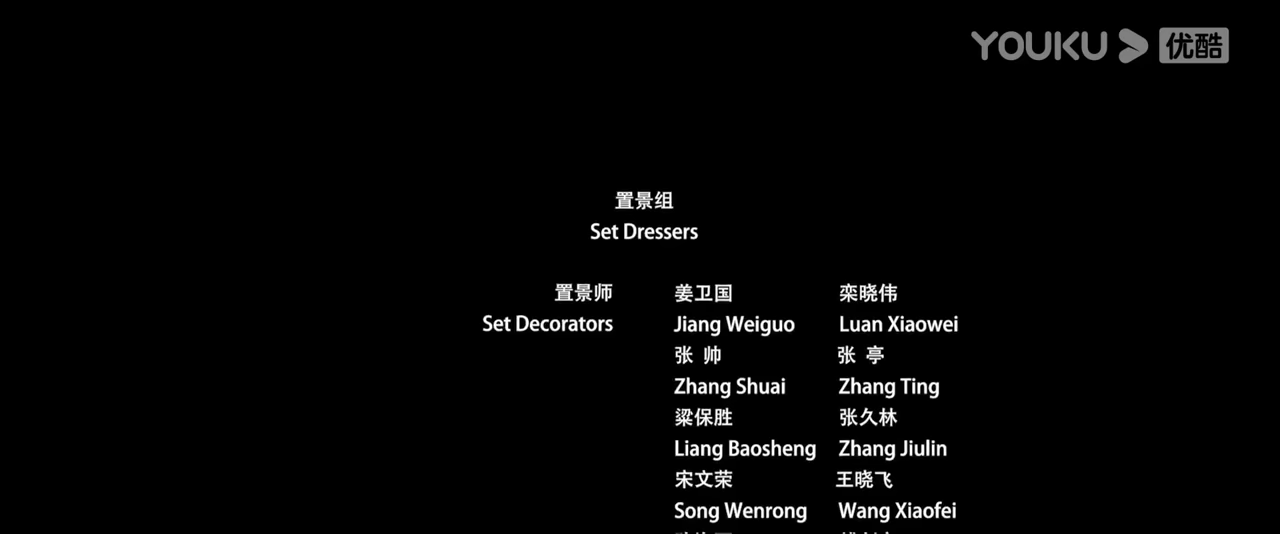 YOUKU 优酷
置景组
Set Dressers
置景师 姜卫国 栾晓伟
Set Decorators Jiang Weiguo Luan Xiaowei
张 帅 张 亭
Zhang Shuai Zhang Ting
梁保胜 张久林
Liang Baosheng Zhang Jiulin
宋文荣 王晓飞
Song Wenrong Wang Xiaofei